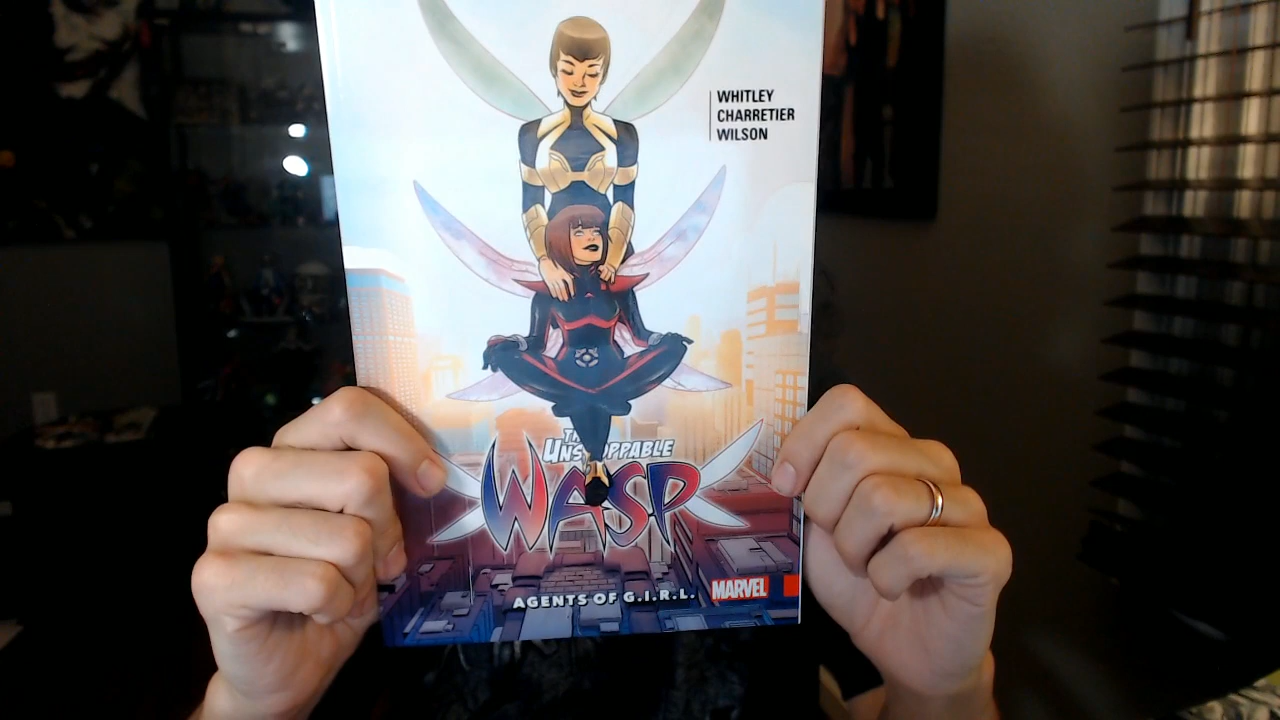 WHITLEY
CHARRETIER
WILSON
THE
UNSTOPPABLE
WASP
AGENTS OF G.I.R.L.
MARVEL